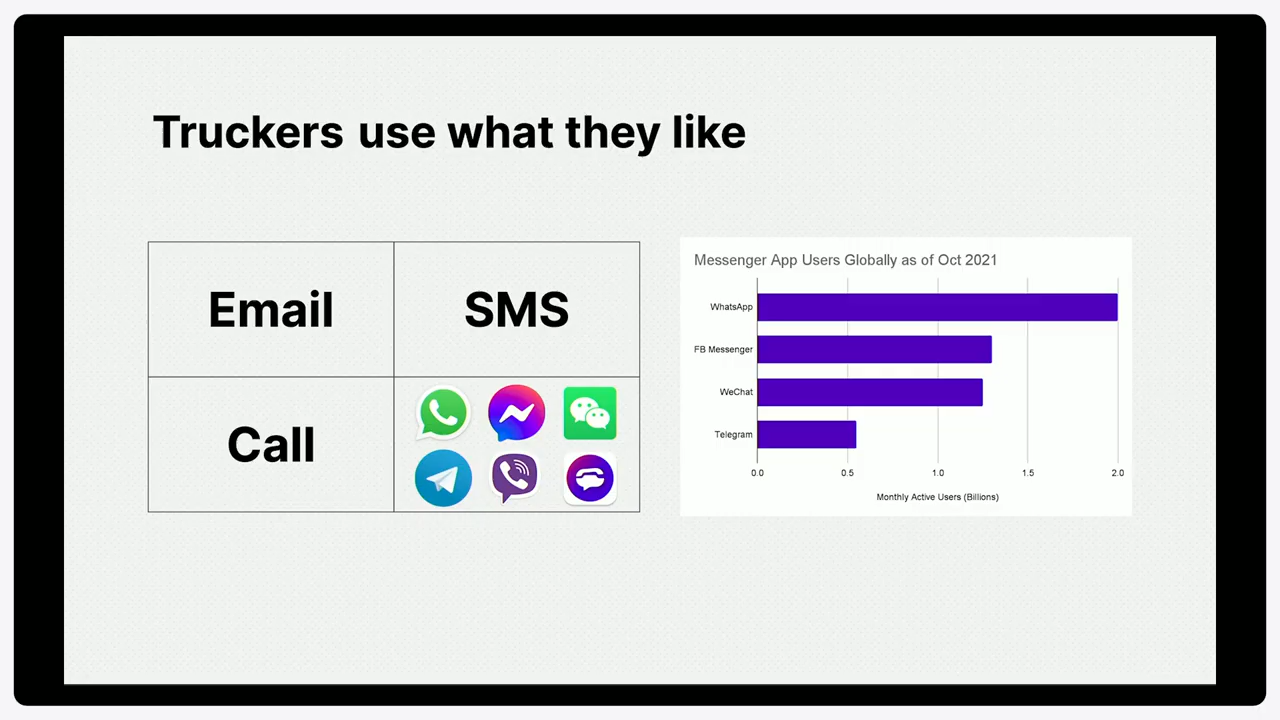 Truckers use what they like
Email
SMS
Call
Messenger App Users Globally as of Oct 2021
WhatsApp
FB Messenger
WeChat
Telegram
0.0
0.5
1.0
1.5
2.0
Monthly Active Users (Billions)